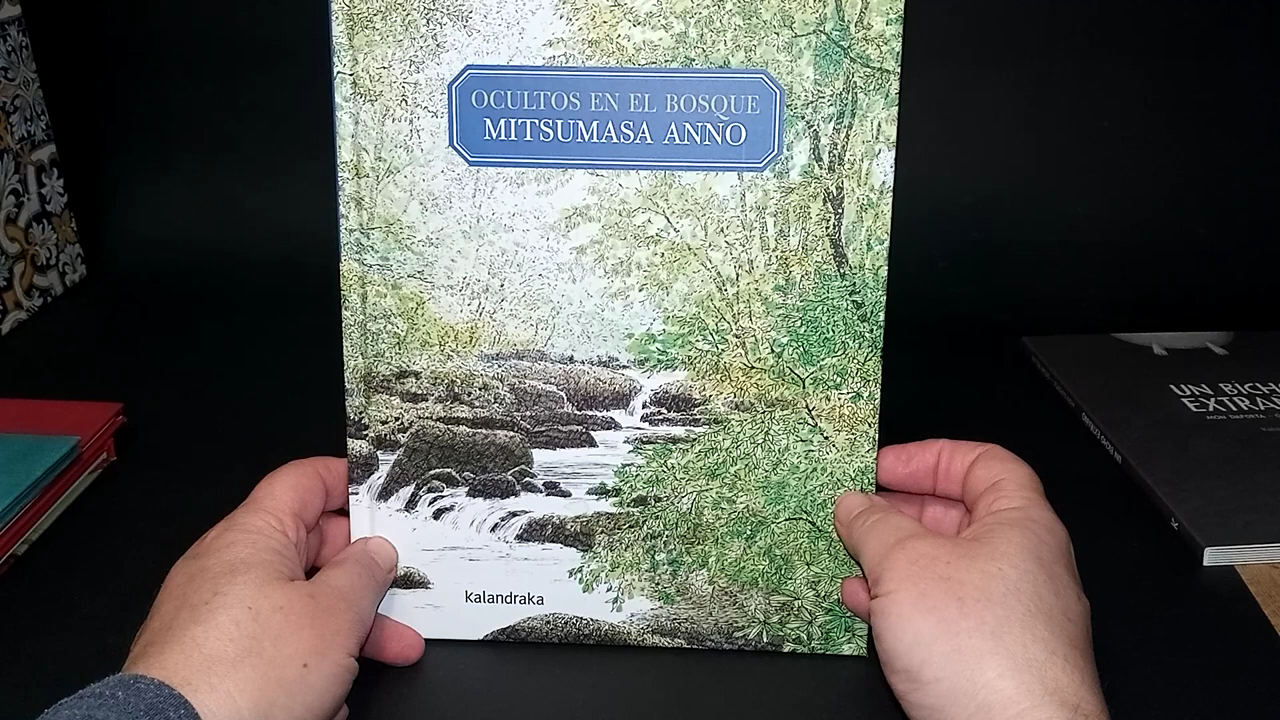 OCULTOS EN EL BOSQUE
MITSUMASA ANNO
kalandraka
UN BICH
EXTRA